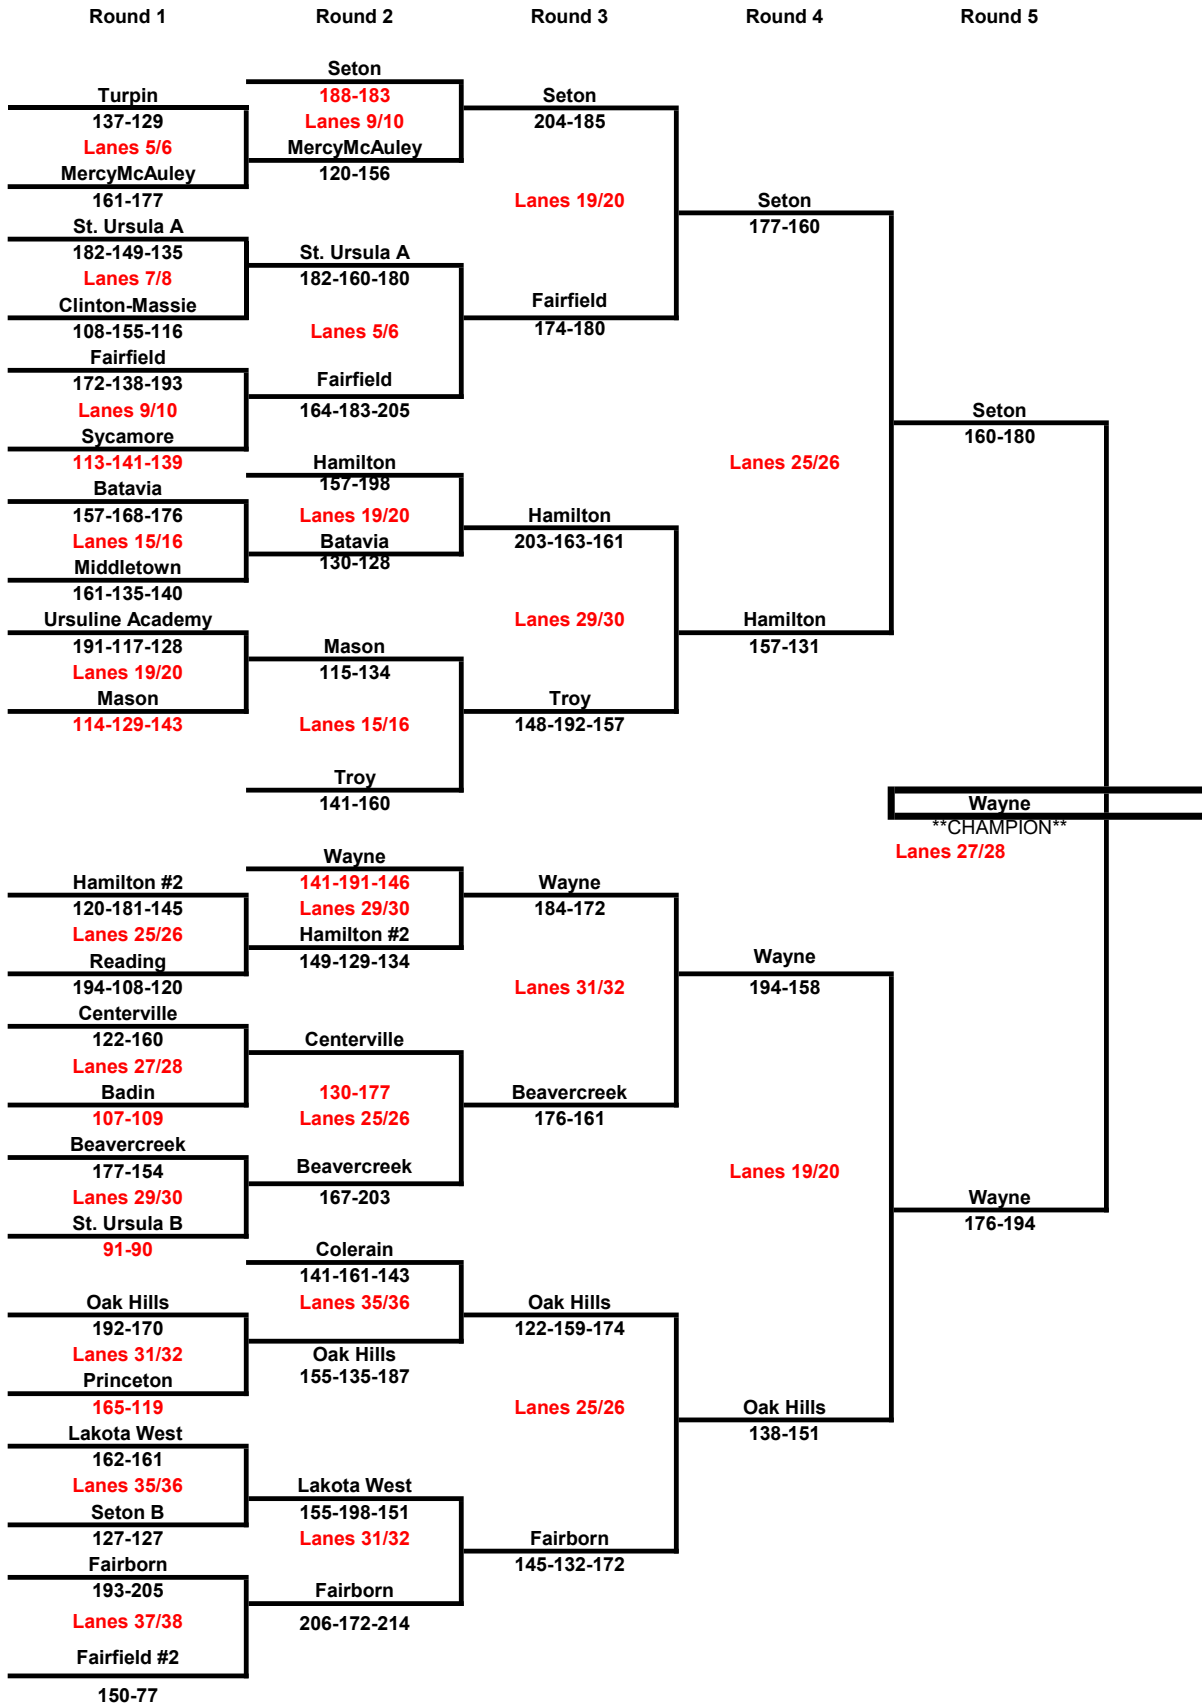 Round 1
Round 2
Round 3
Round 4
Round 5
Turpin
137-129
Lanes 5/6
MercyMcAuley
161-177
St. Ursula A
182-149-135
Lanes 7/8
Clinton-Massie
108-155-116
Fairfield
172-138-193
Lanes 9/10
Sycamore
113-141-139
Batavia
157-168-176
Lanes 15/16
Middletown
161-135-140
Ursuline Academy
191-117-128
Lanes 19/20
Mason
114-129-143
Hamilton #2
120-181-145
Lanes 25/26
Reading
194-108-120
Centerville
122-160
Lanes 27/28
Badin
107-109
Beavercreek
177-154
Lanes 29/30
St. Ursula B
91-90
Oak Hills
192-170
Lanes 31/32
Princeton
165-119
Lakota West
162-161
Lanes 35/36
Seton B
127-127
Fairborn
193-205
Lanes 37/38
Fairfield #2
150-77
Seton
188-183
Lanes 9/10
MercyMcAuley
120-156
St. Ursula A
182-160-180
Lanes 5/6
Fairfield
164-183-205
Hamilton
157-198
Lanes 19/20
Batavia
130-128
Mason
115-134
Lanes 15/16
Troy
141-160
Wayne
141-191-146
Lanes 29/30
Hamilton #2
149-129-134
Centerville
130-177
Lanes 25/26
Beavercreek
167-203
Colerain
141-161-143
Lanes 35/36
Oak Hills
155-135-187
Lakota West
155-198-151
Lanes 31/32
Fairborn
206-172-214
Seton
204-185
Lanes 19/20
Fairfield
174-180
Hamilton
203-163-161
Lanes 29/30
Troy
148-192-157
Wayne
184-172
Lanes 31/32
Beavercreek
176-161
Oak Hills
122-159-174
Lanes 25/26
Fairborn
145-132-172
Seton
177-160
Lanes 25/26
Hamilton
157-131
Wayne
194-158
Lanes 19/20
Oak Hills
138-151
Seton
160-180
Wayne
**CHAMPION**
Lanes 27/28
Wayne
176-194